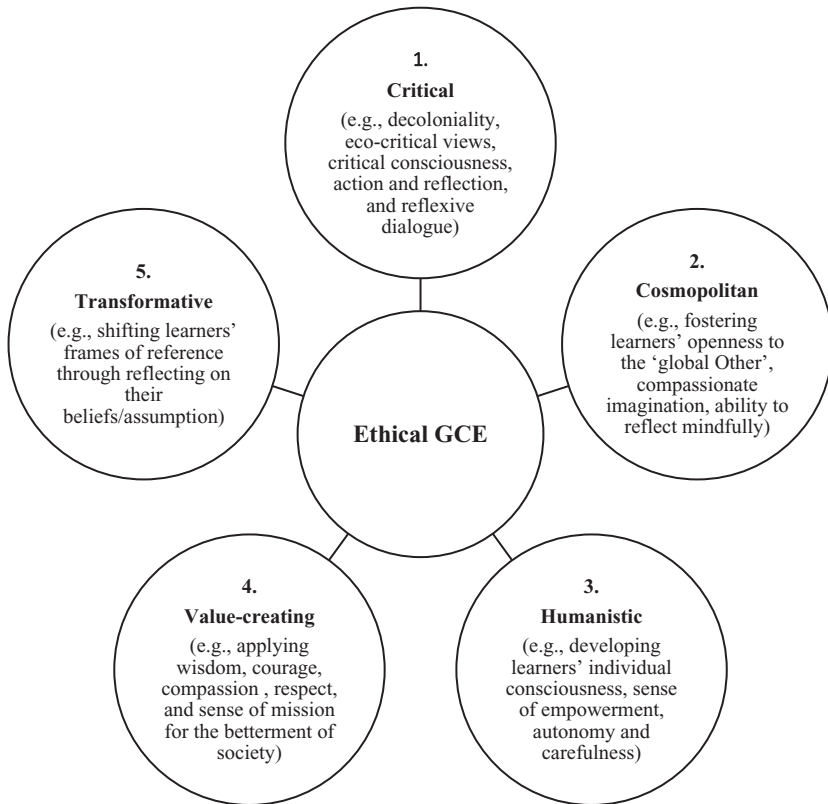 1.
Critical
(e.g., decoloniality,
eco-critical views,
critical consciousness,
action and reflection,
and reflexive
dialogue)
2.
Cosmopolitan
(e.g., fostering
learners’ openness to
the ‘global Other’,
compassionate
imagination, ability to
reflect mindfully)
3.
Humanistic
(e.g., developing
learners’ individual
consciousness, sense
of empowerment,
autonomy and
carefulness)
4.
Value-creating
(e.g., applying
wisdom, courage,
compassion , respect,
and sense of mission
for the betterment of
society)
5.
Transformative
(e.g., shifting learners’
frames of reference
through reflecting on
their
beliefs/assumption)
Ethical GCE